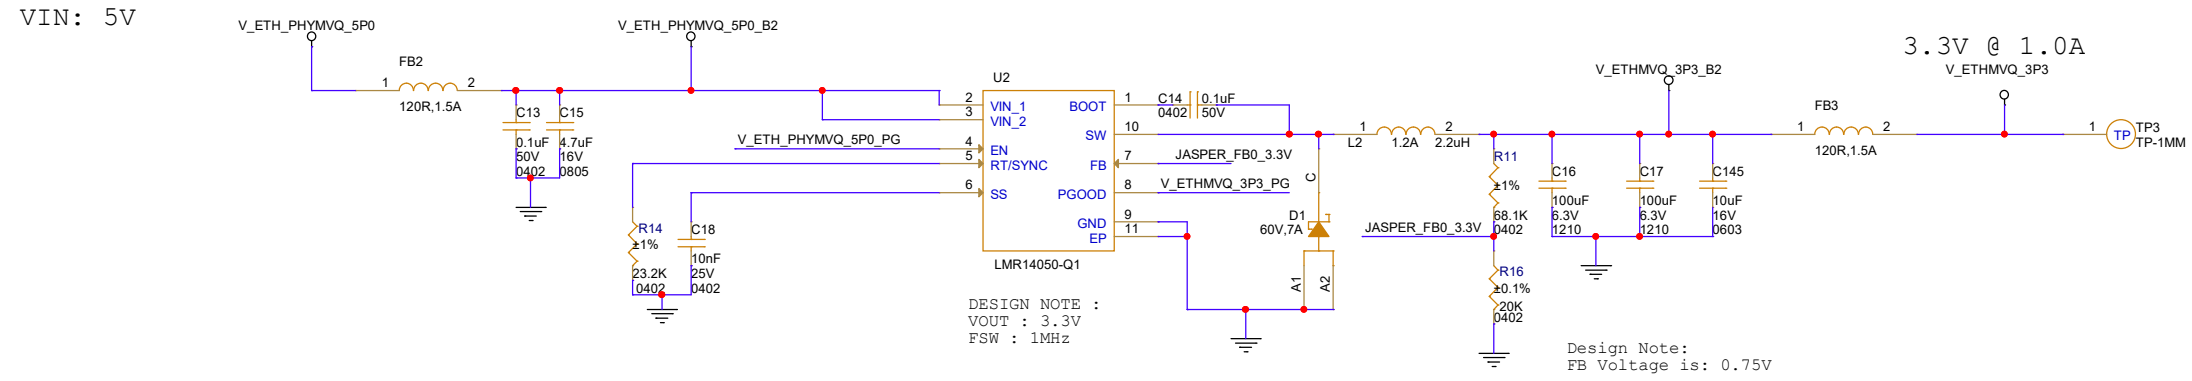 VIN: 5V
V_ETH_PHYMVQ_5P0
V_ETH_PHYMVQ_5P0_B2
FB2
1
2
120R,1.5A
C13
0.1uF
50V
0402
C15
4.7uF
16V
0805
V_ETH_PHYMVQ_5P0_PG
R14
±1%
23.2K
0402
C18
10nF
25V
0402
U2
2
VIN_1
3
VIN_2
4
EN
5
RT/SYNC
6
SS
BOOT
1
SW
10
FB
7
PGOOD
8
GND
9
EP
11
LMR14050-Q1
DESIGN NOTE :
VOUT : 3.3V
FSW : 1MHz
C14
0402
0.1uF
50V
JASPER_FB0_3.3V
V_ETHMVQ_3P3_PG
D1
60V,7A
C
A1
A2
1
2
L2
1.2A
2.2uH
R11
±1%
68.1K
0402
JASPER_FB0_3.3V
R16
±0.1%
20K
0402
V_ETHMVQ_3P3_B2
C16
100uF
6.3V
1210
C17
100uF
6.3V
1210
C145
10uF
16V
0603
Design Note:
FB Voltage is: 0.75V
FB3
1
2
120R,1.5A
3.3V @ 1.0A
V_ETHMVQ_3P3
1
TP
TP3
TP-1MM